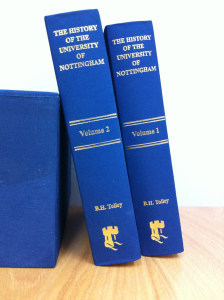 THE HISTORY
OF THE
UNIVERSITY
OF
NOTTINGHAM
Volume 2
B.H. Tolley
THE HISTORY
OF THE
UNIVERSITY
OF
NOTTINGHAM
Volume 1
B.H. Tolley